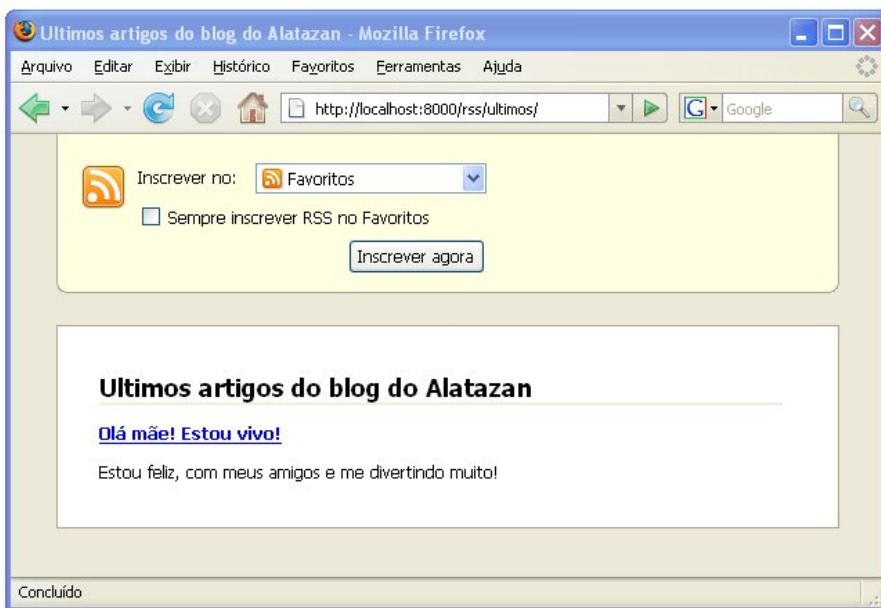 Ultimos artigos do blog do Alatazan - Mozilla Firefox
Arquivo Editar Exibir Histórico Favoritos Ferramentas Ajuda
http://localhost:8000/rss/ultimos/ G Google
Inscrever no: Favoritos
Sempre inscrever RSS no Favoritos
Inscrever agora
Ultimos artigos do blog do Alatazan
Olá mãe! Estou vivo!
Estou feliz, com meus amigos e me divertindo muito!
Concluído